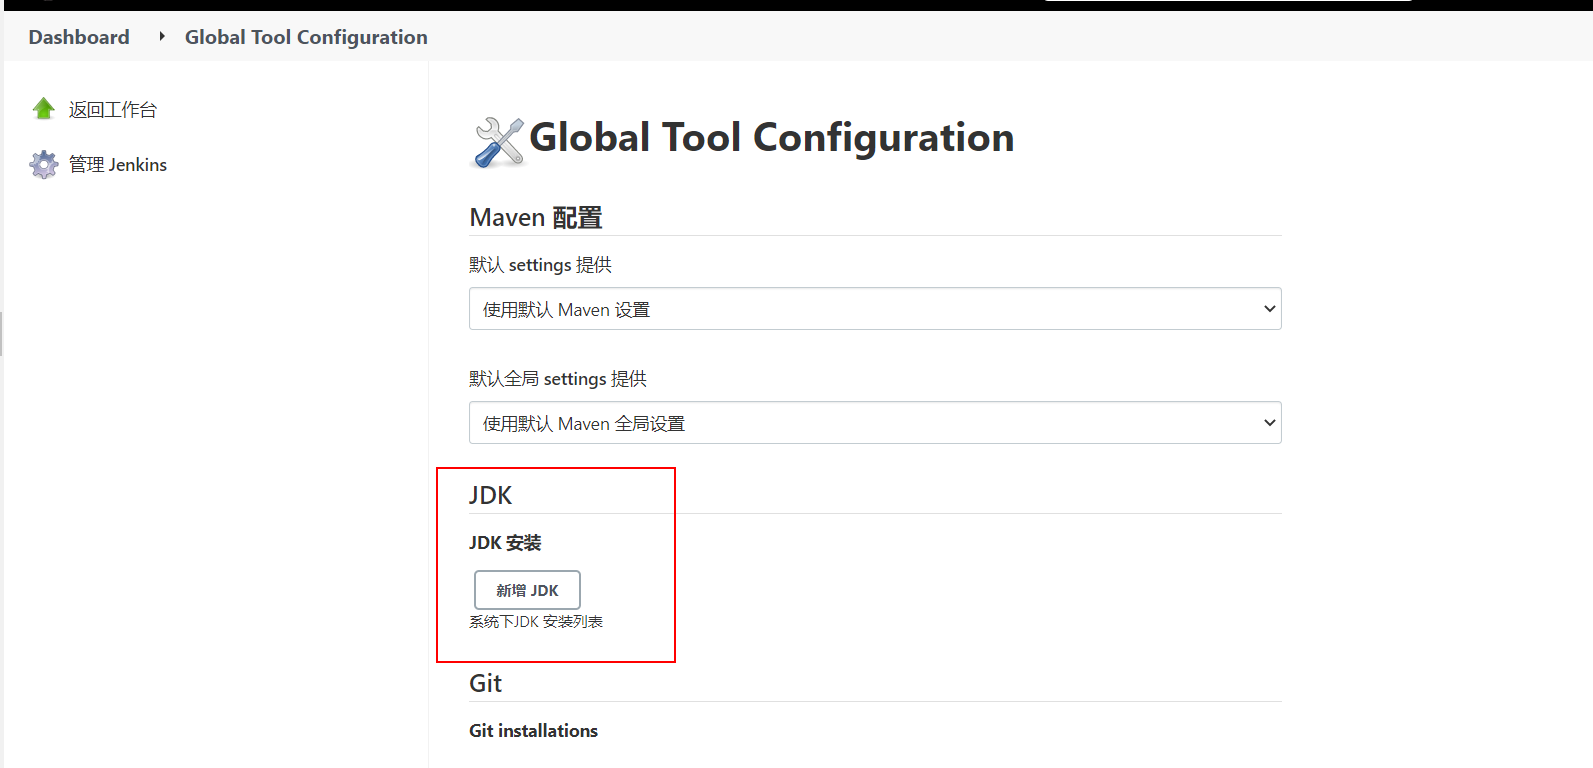 Dashboard
Global Tool Configuration
返回工作台
管理 Jenkins
Global Tool Configuration
Maven 配置
默认 settings 提供
使用默认 Maven 设置
默认全局 settings 提供
使用默认 Maven 全局设置
JDK
JDK 安装
新增 JDK
系统下JDK 安装列表
Git
Git installations